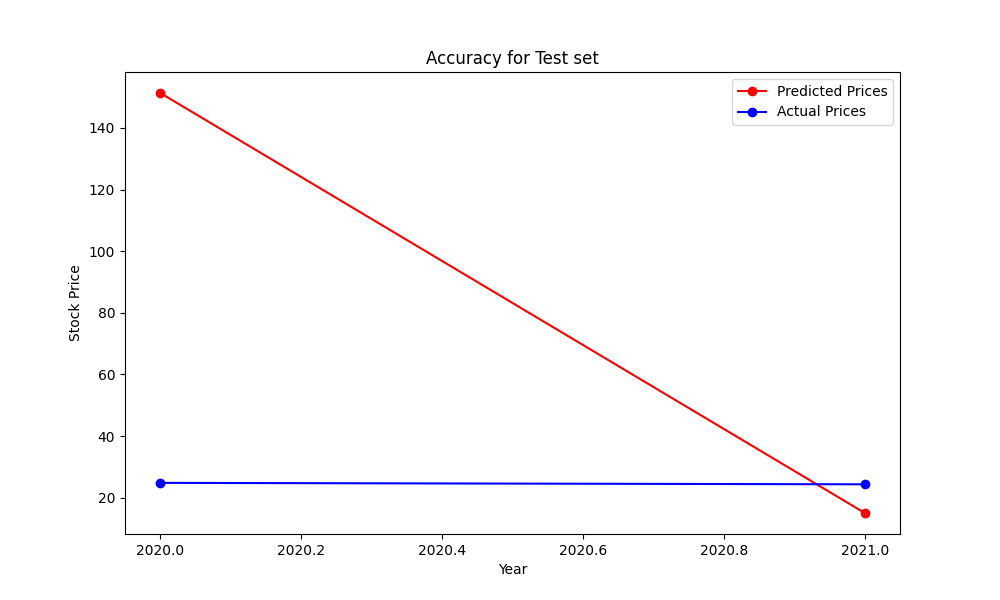 Accuracy for Test set
Predicted Prices
Actual Prices
Stock Price
140
120
100
80
60
40
20
2020.0 2020.2 2020.4 2020.6 2020.8 2021.0
Year